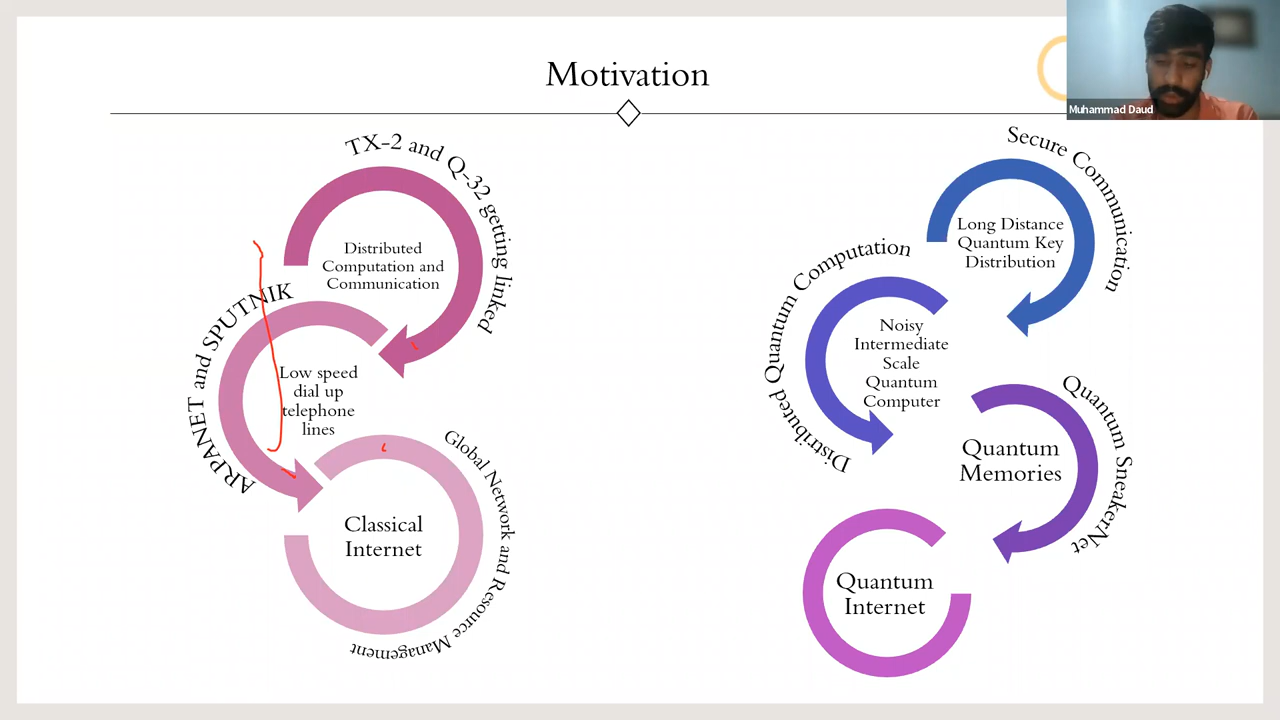 Motivation
Muhammad Daud
TX-2 and Q-32 getting linked
Distributed
Computation and
Communication
ARPANET and SPUTNIK
Low speed
dial up
telephone
lines
Global Network and Resource Management
Classical
Internet
Secure Communication
Long Distance
Quantum Key
Distribution
Distributed Quantum Computation
Noisy
Intermediate
Scale
Quantum
Computer
Quantum SneakerNet
Quantum
Memories
Quantum
Internet